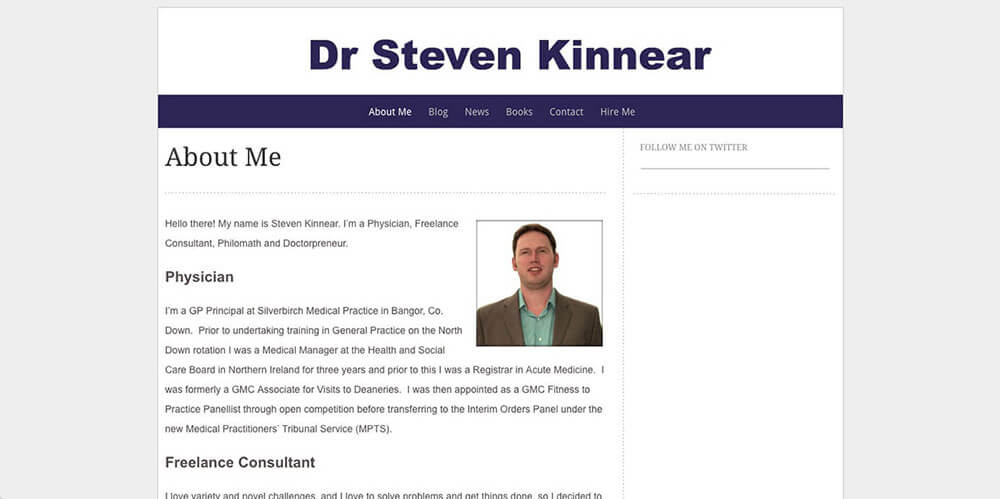 Dr Steven Kinnear
About Me Blog News Books Contact Hire Me
About Me
FOLLOW ME ON TWITTER
Hello there! My name is Steven Kinnear. I'm a Physician, Freelance
Consultant, Philomath and Doctorpreneur.
Physician
I'm a GP Principal at Silverbirch Medical Practice in Bangor, Co.
Down. Prior to undertaking training in General Practice on the North
Down rotation I was a Medical Manager at the Health and Social
Care Board in Northern Ireland for three years and prior to this I was a Registrar in Acute Medicine. I
was formerly a GMC Associate for Visits to Deaneries. I was then appointed as a GMC Fitness to
Practice Panellist through open competition before transferring to the Interim Orders Panel under the
new Medical Practitioners` Tribunal Service (MPTS).
Freelance Consultant
I love variety and novel challenges, and I love to solve problems and get things done, so I decided to